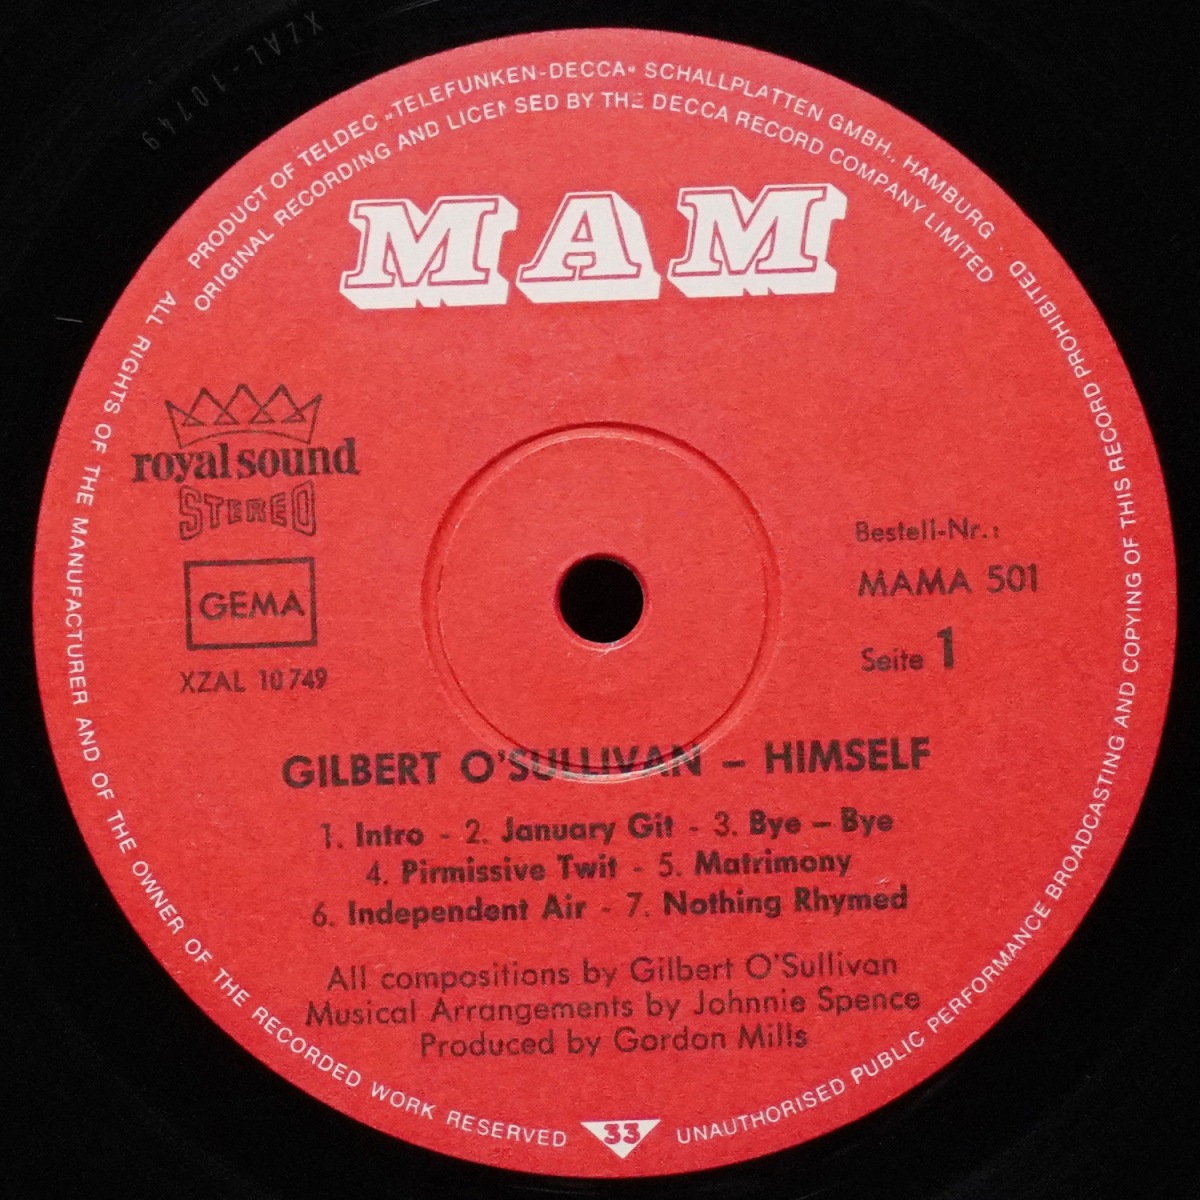 XZAL-10749
PRODUCT OF TELDEC „TELEFUNKEN-DECCA“ SCHALLPLATTEN GMBH., HAMBURG
ORIGINAL RECORDING AND LICENSED BY THE DECCA RECORD COMPANY LIMITED
MAM
royal sound
STEREO
GEMA
XZAL 10749
Bestell-Nr.:
MAMA 501
Seite 1
GILBERT O'SULLIVAN – HIMSELF
1. Intro - 2. January Git - 3. Bye – Bye
4. Pirmissive Twit - 5. Matrimony
6. Independent Air - 7. Nothing Rhymed
All compositions by Gilbert O'Sullivan
Musical Arrangements by Johnnie Spence
Produced by Gordon Mills
ALL RIGHTS OF THE MANUFACTURER AND OF THE OWNER OF THE RECORDED WORK RESERVED
33
UNAUTHORISED PUBLIC PERFORMANCE BROADCASTING AND COPYING OF THIS RECORD PROHIBITED